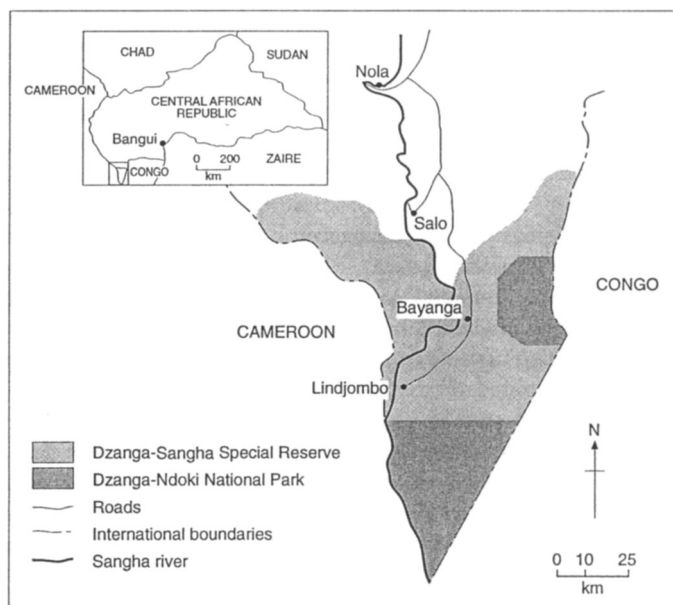 CHAD
SUDAN
CAMEROON
CENTRAL AFRICAN
REPUBLIC
Bangui
0 200
km
ZAIRE
CONGO
Nola
Salo
Bayanga
CONGO
CAMEROON
Lindjombo
Dzanga-Sangha Special Reserve
Dzanga-Ndoki National Park
Roads
International boundaries
Sangha river
N
0 10 25
km